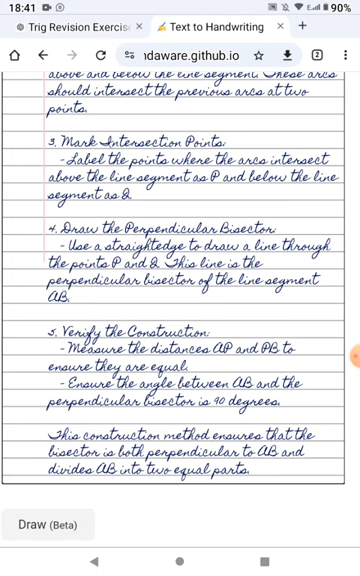 18:41
90%
Trig Revision Exercise
Text to Handwriting
ıdaware.github.io
2
above and below the line segment. These arcs
should intersect the previous arcs at two
points.
3. Mark Intersection Points:
- Label the points where the arcs intersect
above the line segment as P and below the line
segment as Q.
4. Draw the Perpendicular Bisector:
- Use a straightedge to draw a line through
the points P and Q. This line is the
perpendicular bisector of the line segment
AB.
5. Verify the Construction:
- Measure the distances AP and PB to
ensure they are equal.
- Ensure the angle between AB and the
perpendicular bisector is 90 degrees.
This construction method ensures that the
bisector is both perpendicular to AB and
divides AB into two equal parts.
Draw (Beta)